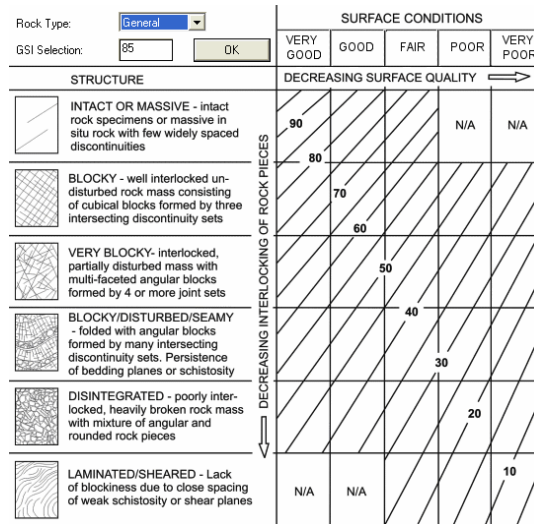 Rock Type: General
GSI Selection: 85 OK
SURFACE CONDITIONS
VERY GOOD
GOOD
FAIR
POOR
VERY POOR
STRUCTURE
DECREASING SURFACE QUALITY
DECREASING INTERLOCKING OF ROCK PIECES
INTACT OR MASSIVE - intact
rock specimens or massive in
situ rock with few widely spaced
discontinuities
90
80
N/A
N/A
BLOCKY - well interlocked un-
disturbed rock mass consisting
of cubical blocks formed by three
intersecting discontinuity sets
70
60
VERY BLOCKY- interlocked,
partially disturbed mass with
multi-faceted angular blocks
formed by 4 or more joint sets
50
BLOCKY/DISTURBED/SEAMY
- folded with angular blocks
formed by many intersecting
discontinuity sets. Persistence
of bedding planes or schistosity
40
30
DISINTEGRATED - poorly inter-
locked, heavily broken rock mass
with mixture of angular and
rounded rock pieces
20
LAMINATED/SHEARED - Lack
of blockiness due to close spacing
of weak schistosity or shear planes
N/A
N/A
10